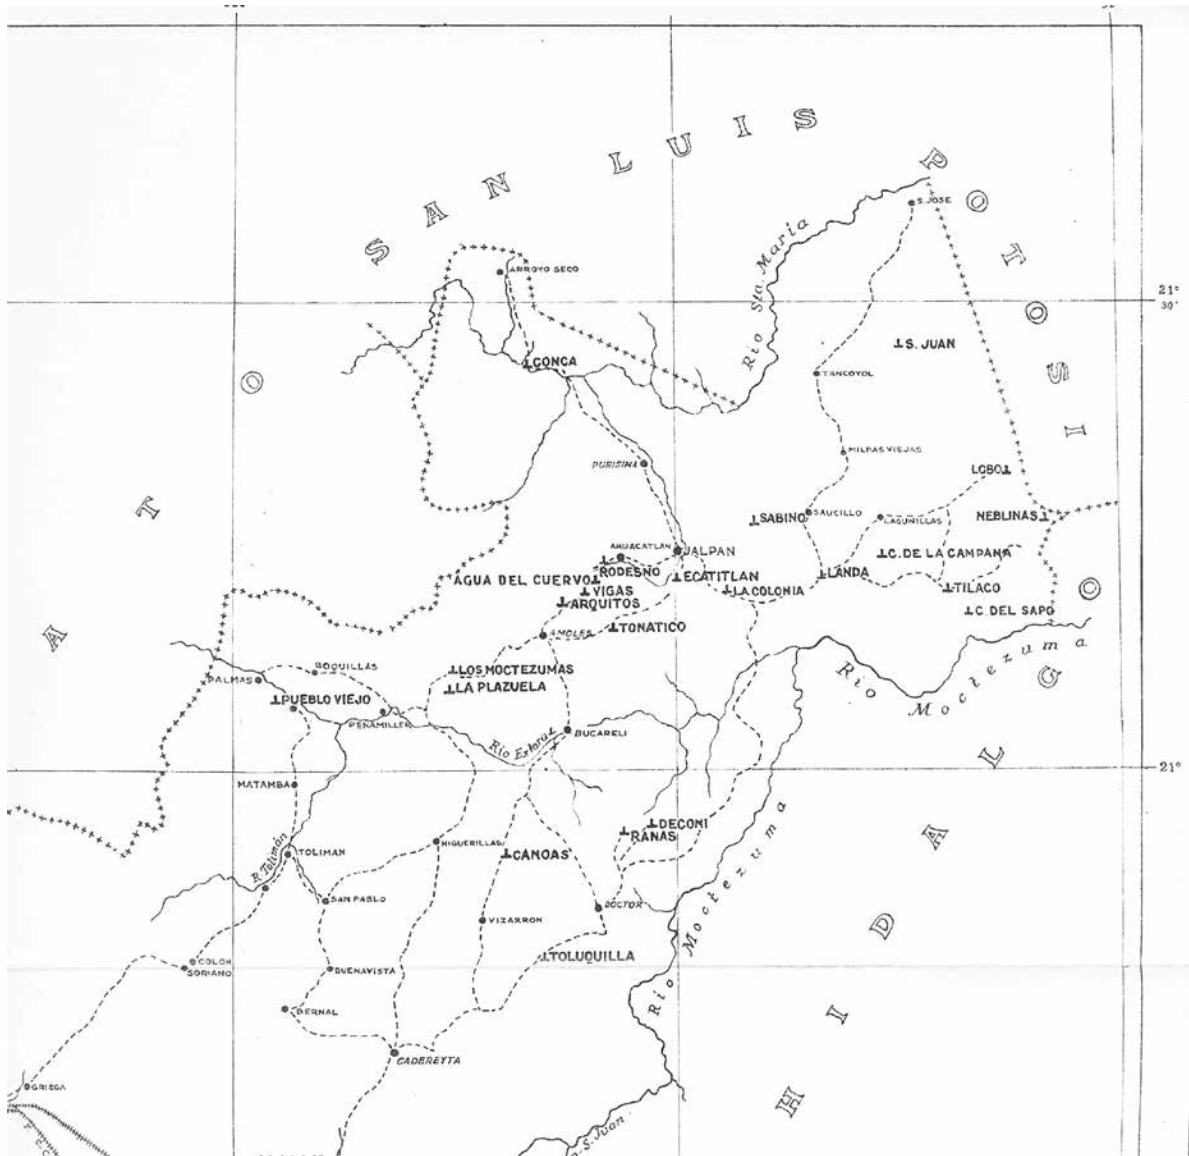 SAN LUIS POTOSI
S. JOSE
Rio Sta. Maria
ARROYO SECO
21°
30'
CONCA
S. JUAN
TANCOYOL
MILPAS VIEJAS
PURISIMA
LOBO
SABINO
SAUCILLO
LAGUNILLAS
NEBLINAS
AHUACATLAN
JALPAN
C. DE LA CAMPANA
RODESNO
AGUA DEL CUERVO
ECATITLAN
LANDA
VIGAS
LA COLONIA
TILACO
ARQUITOS
C. DEL SAPO
TONATICO
AMOLES
BOQUILLAS
LOS MOCTEZUMAS
PALMAS
LA PLAZUELA
Rio Moctezuma
PUEBLO VIEJO
PEÑAMILLER
Rio Extoraz
BUCARELI
21°
MATAMBA
DECONI
RANAS
HIGUERILLAS
CANOAS
R. Tolimán
TOLIMAN
SAN PABLO
DOCTOR
VIZARRON
Rio Moctezuma
COLON
SORIANO
BUENAVISTA
TOLUQUILLA
BERNAL
CADEREYTA
GRIEGA
S. Juan
HIDALGO
A T O